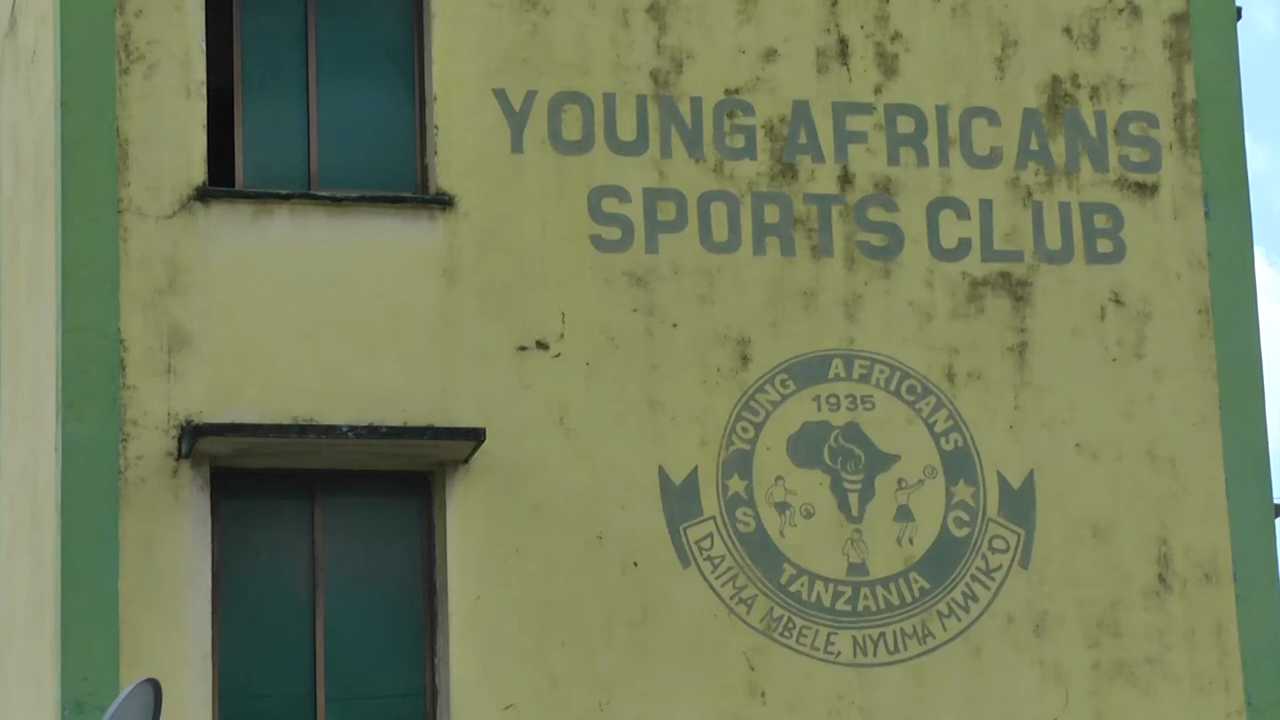 YOUNG AFRICANS
SPORTS CLUB
YOUNG AFRICANS
1935
S C
TANZANIA
DAIMA MBELE, NYUMA MWIKO